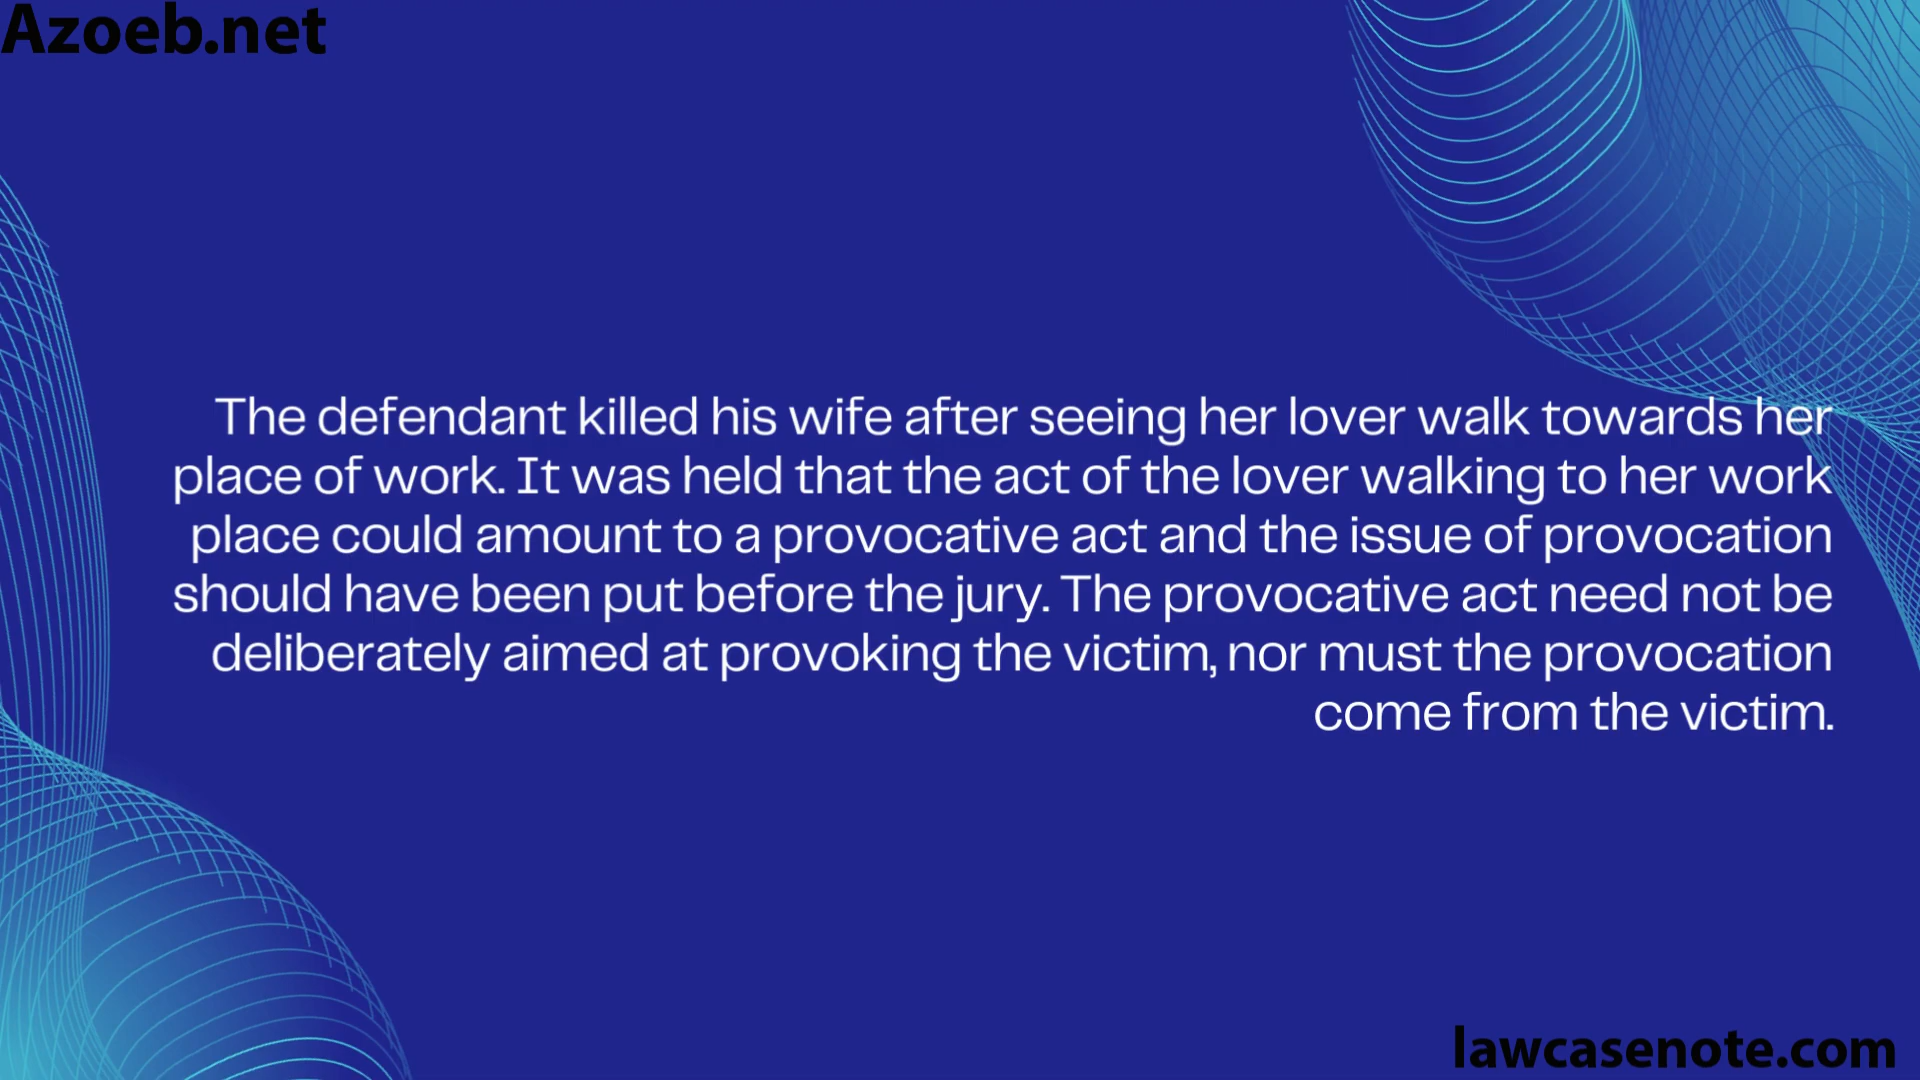 Azoeb.net
The defendant killed his wife after seeing her lover walk towards her
place of work. It was held that the act of the lover walking to her work
place could amount to a provocative act and the issue of provocation
should have been put before the jury. The provocative act need not be
deliberately aimed at provoking the victim, nor must the provocation
come from the victim.
lawcasenote.com